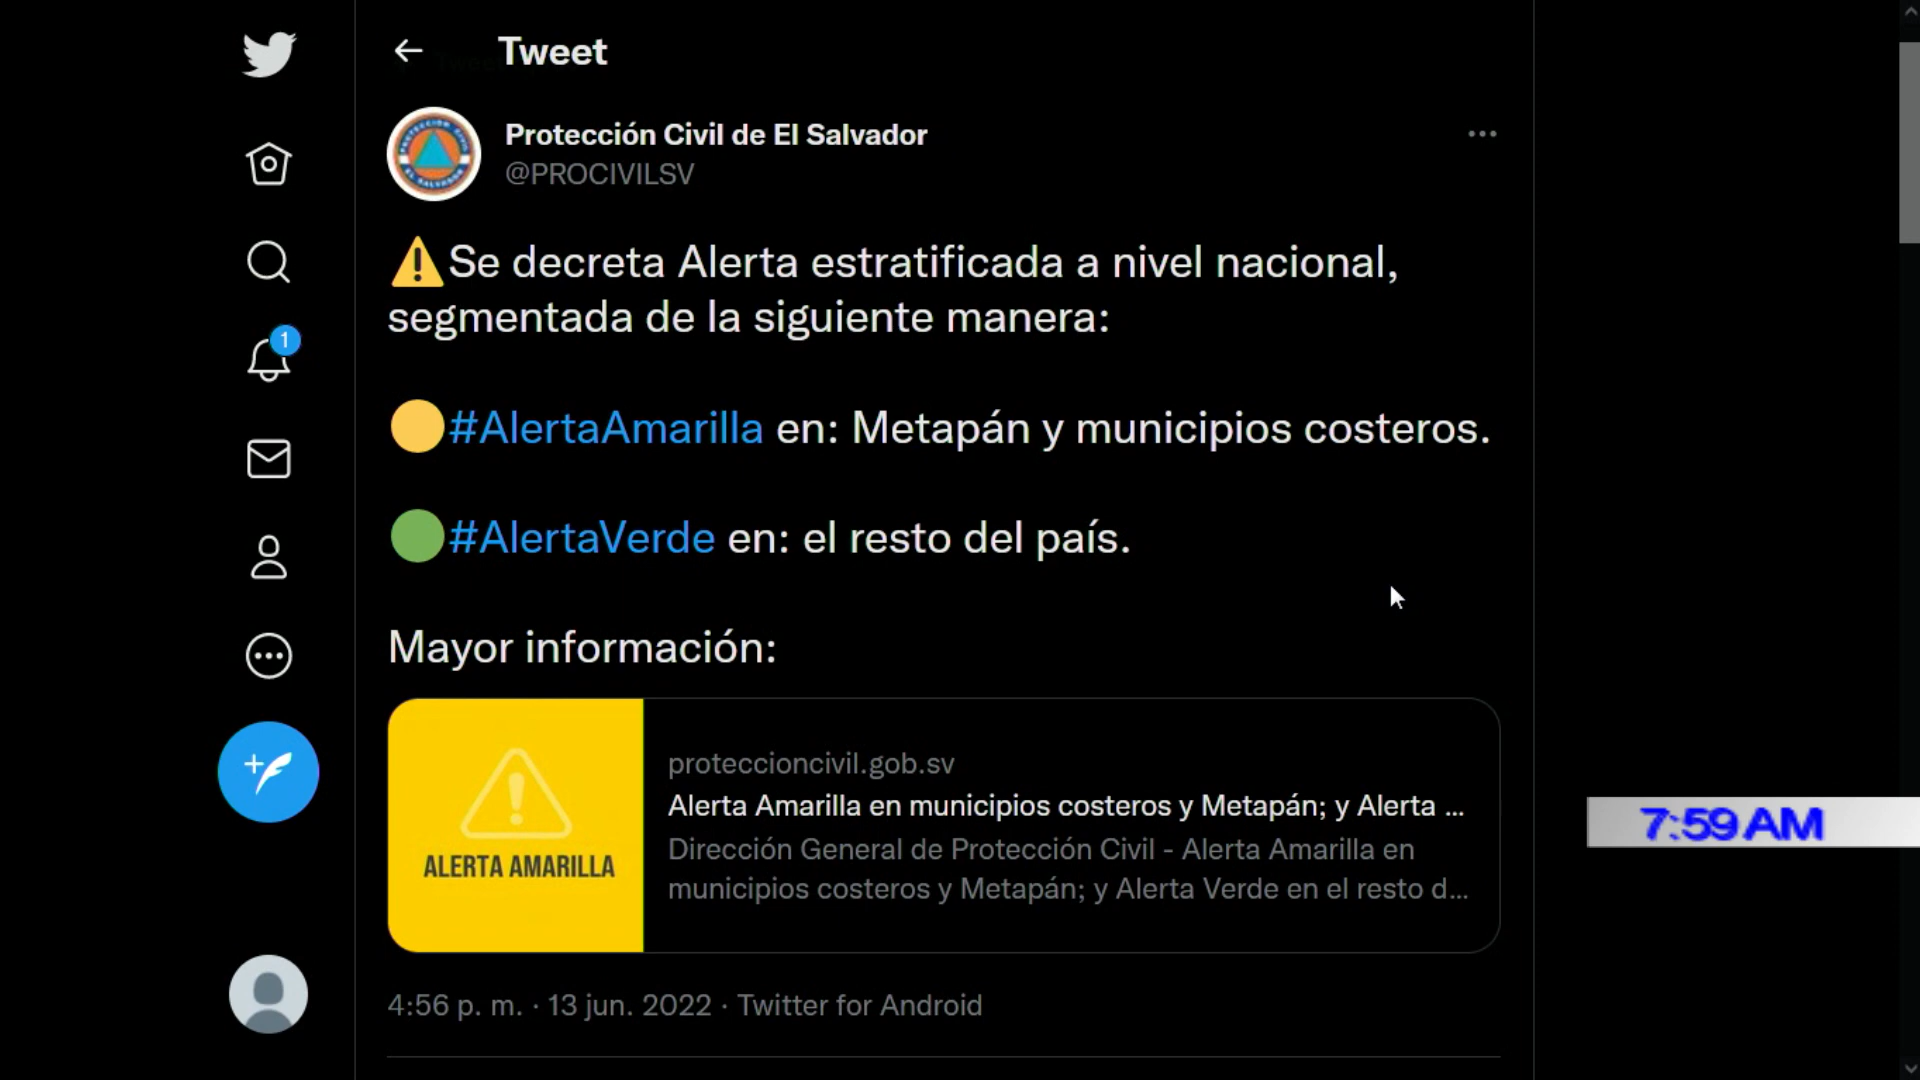 Tweet
Protección Civil de El Salvador
@PROCIVILSV
⚠️Se decreta Alerta estratificada a nivel nacional,
segmentada de la siguiente manera:
🟡#AlertaAmarilla en: Metapán y municipios costeros.
🟢#AlertaVerde en: el resto del país.
Mayor información:
ALERTA AMARILLA
proteccioncivil.gob.sv
Alerta Amarilla en municipios costeros y Metapán; y Alerta ...
Dirección General de Protección Civil - Alerta Amarilla en
municipios costeros y Metapán; y Alerta Verde en el resto d...
4:56 p. m. · 13 jun. 2022 · Twitter for Android
1
7:59 AM